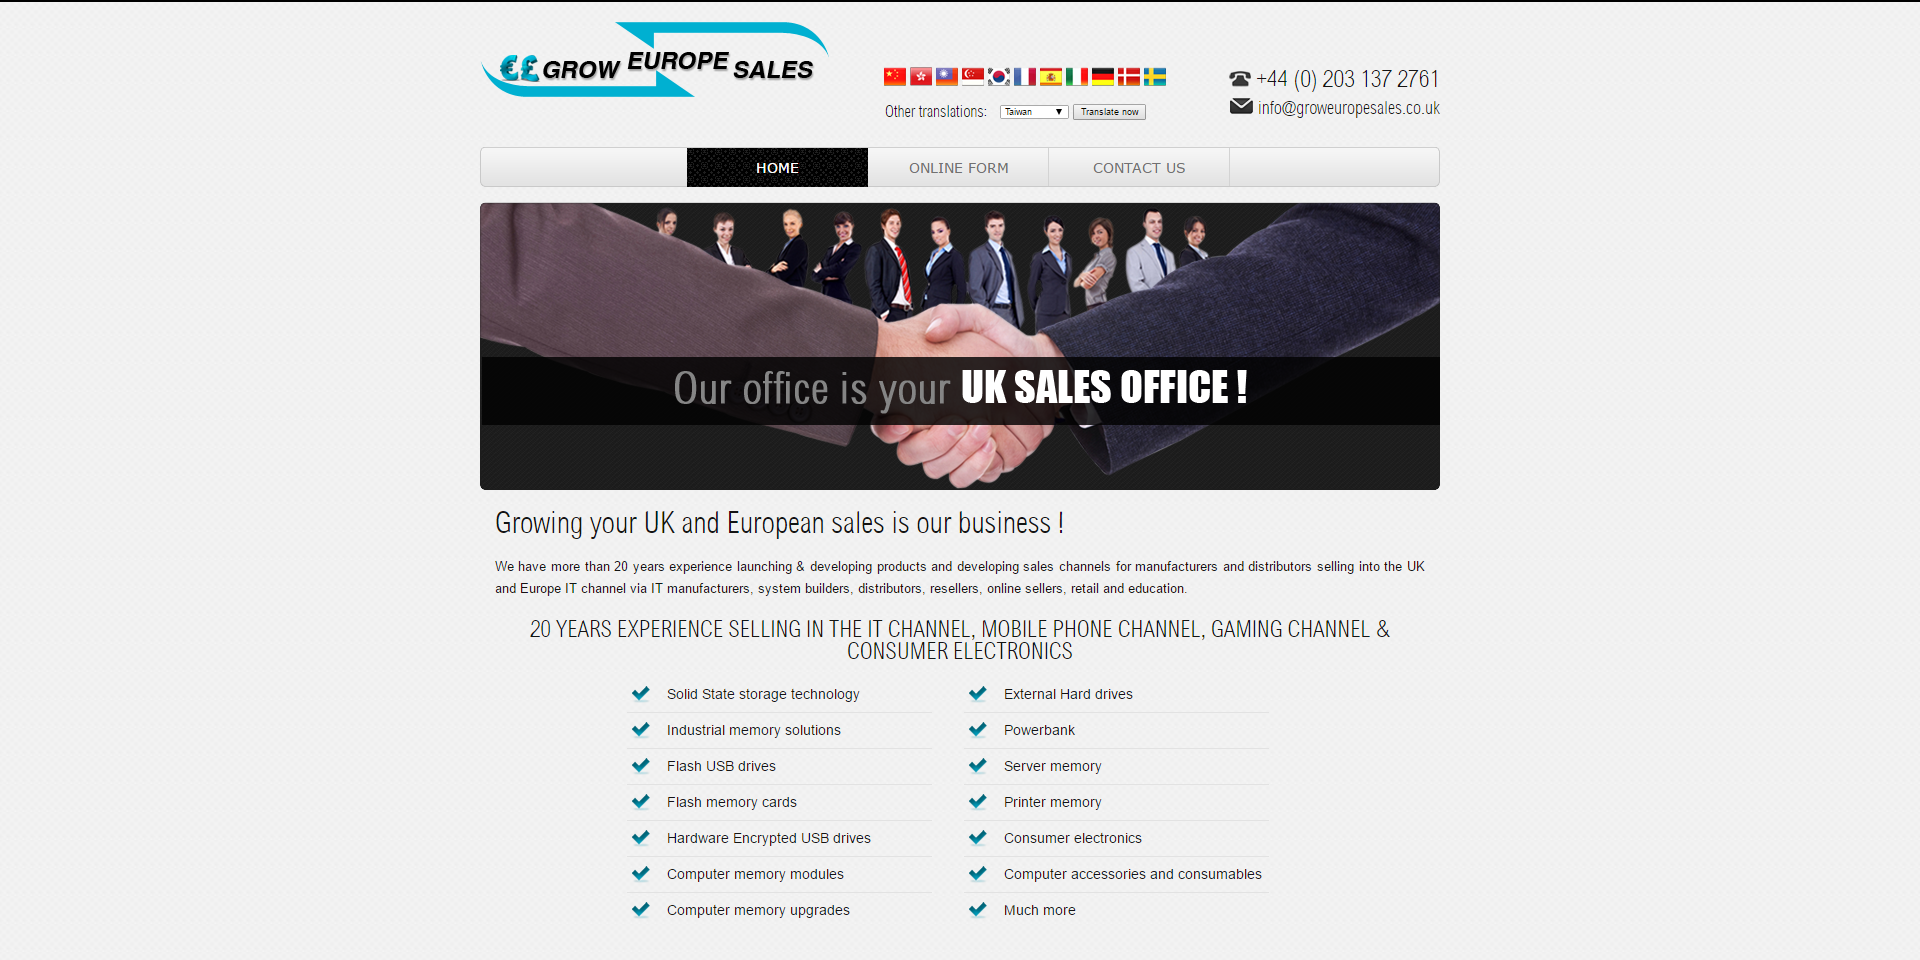 €£ GROW EUROPE SALES
+44 (0) 203 137 2761
Other translations: Taiwan Translate now
info@groweuropesales.co.uk
HOME ONLINE FORM CONTACT US
Our office is your UK SALES OFFICE !
Growing your UK and European sales is our business !
We have more than 20 years experience launching & developing products and developing sales channels for manufacturers and distributors selling into the UK
and Europe IT channel via IT manufacturers, system builders, distributors, resellers, online sellers, retail and education.
20 YEARS EXPERIENCE SELLING IN THE IT CHANNEL, MOBILE PHONE CHANNEL, GAMING CHANNEL &
CONSUMER ELECTRONICS
Solid State storage technology
Industrial memory solutions
Flash USB drives
Flash memory cards
Hardware Encrypted USB drives
Computer memory modules
Computer memory upgrades
External Hard drives
Powerbank
Server memory
Printer memory
Consumer electronics
Computer accessories and consumables
Much more